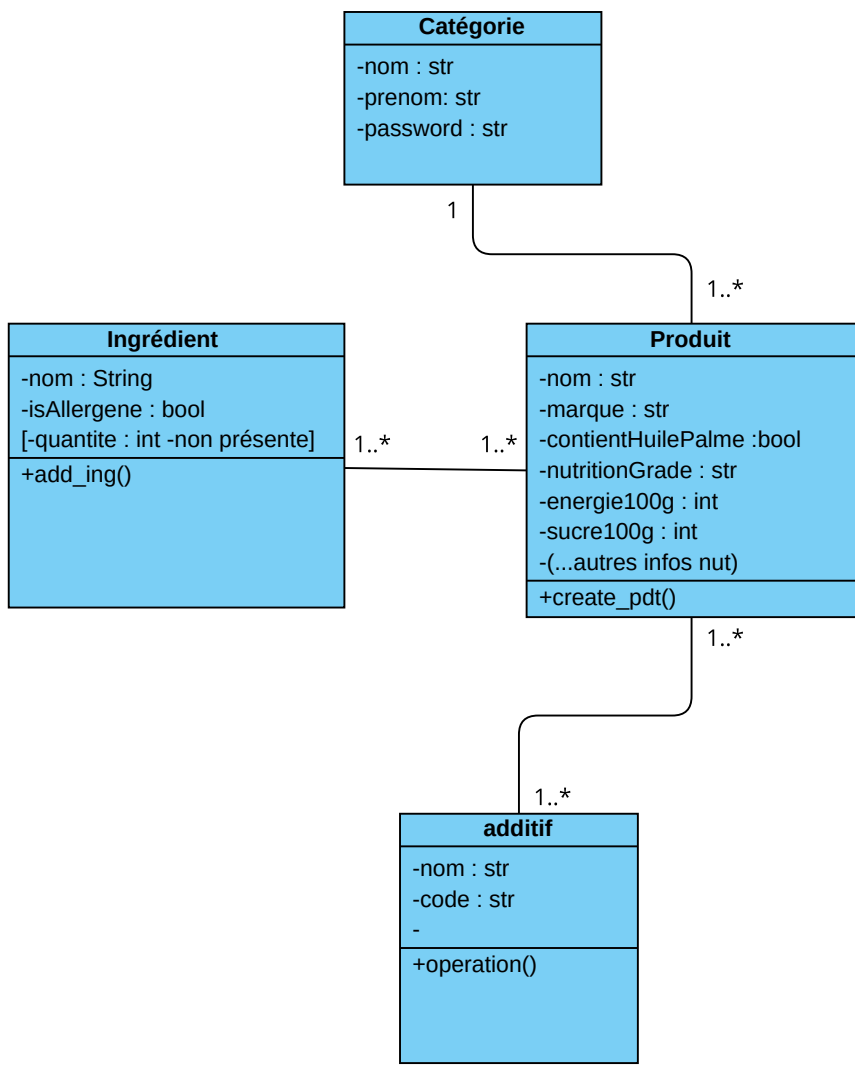 Catégorie
-nom : str
-prenom: str
-password : str
1
1..*
Ingrédient
-nom : String
-isAllergene : bool
[-quantite : int -non présente]
+add_ing()
1..*
1..*
Produit
-nom : str
-marque : str
-contientHuilePalme :bool
-nutritionGrade : str
-energie100g : int
-sucre100g : int
-(...autres infos nut)
+create_pdt()
1..*
1..*
additif
-nom : str
-code : str
-
+operation()